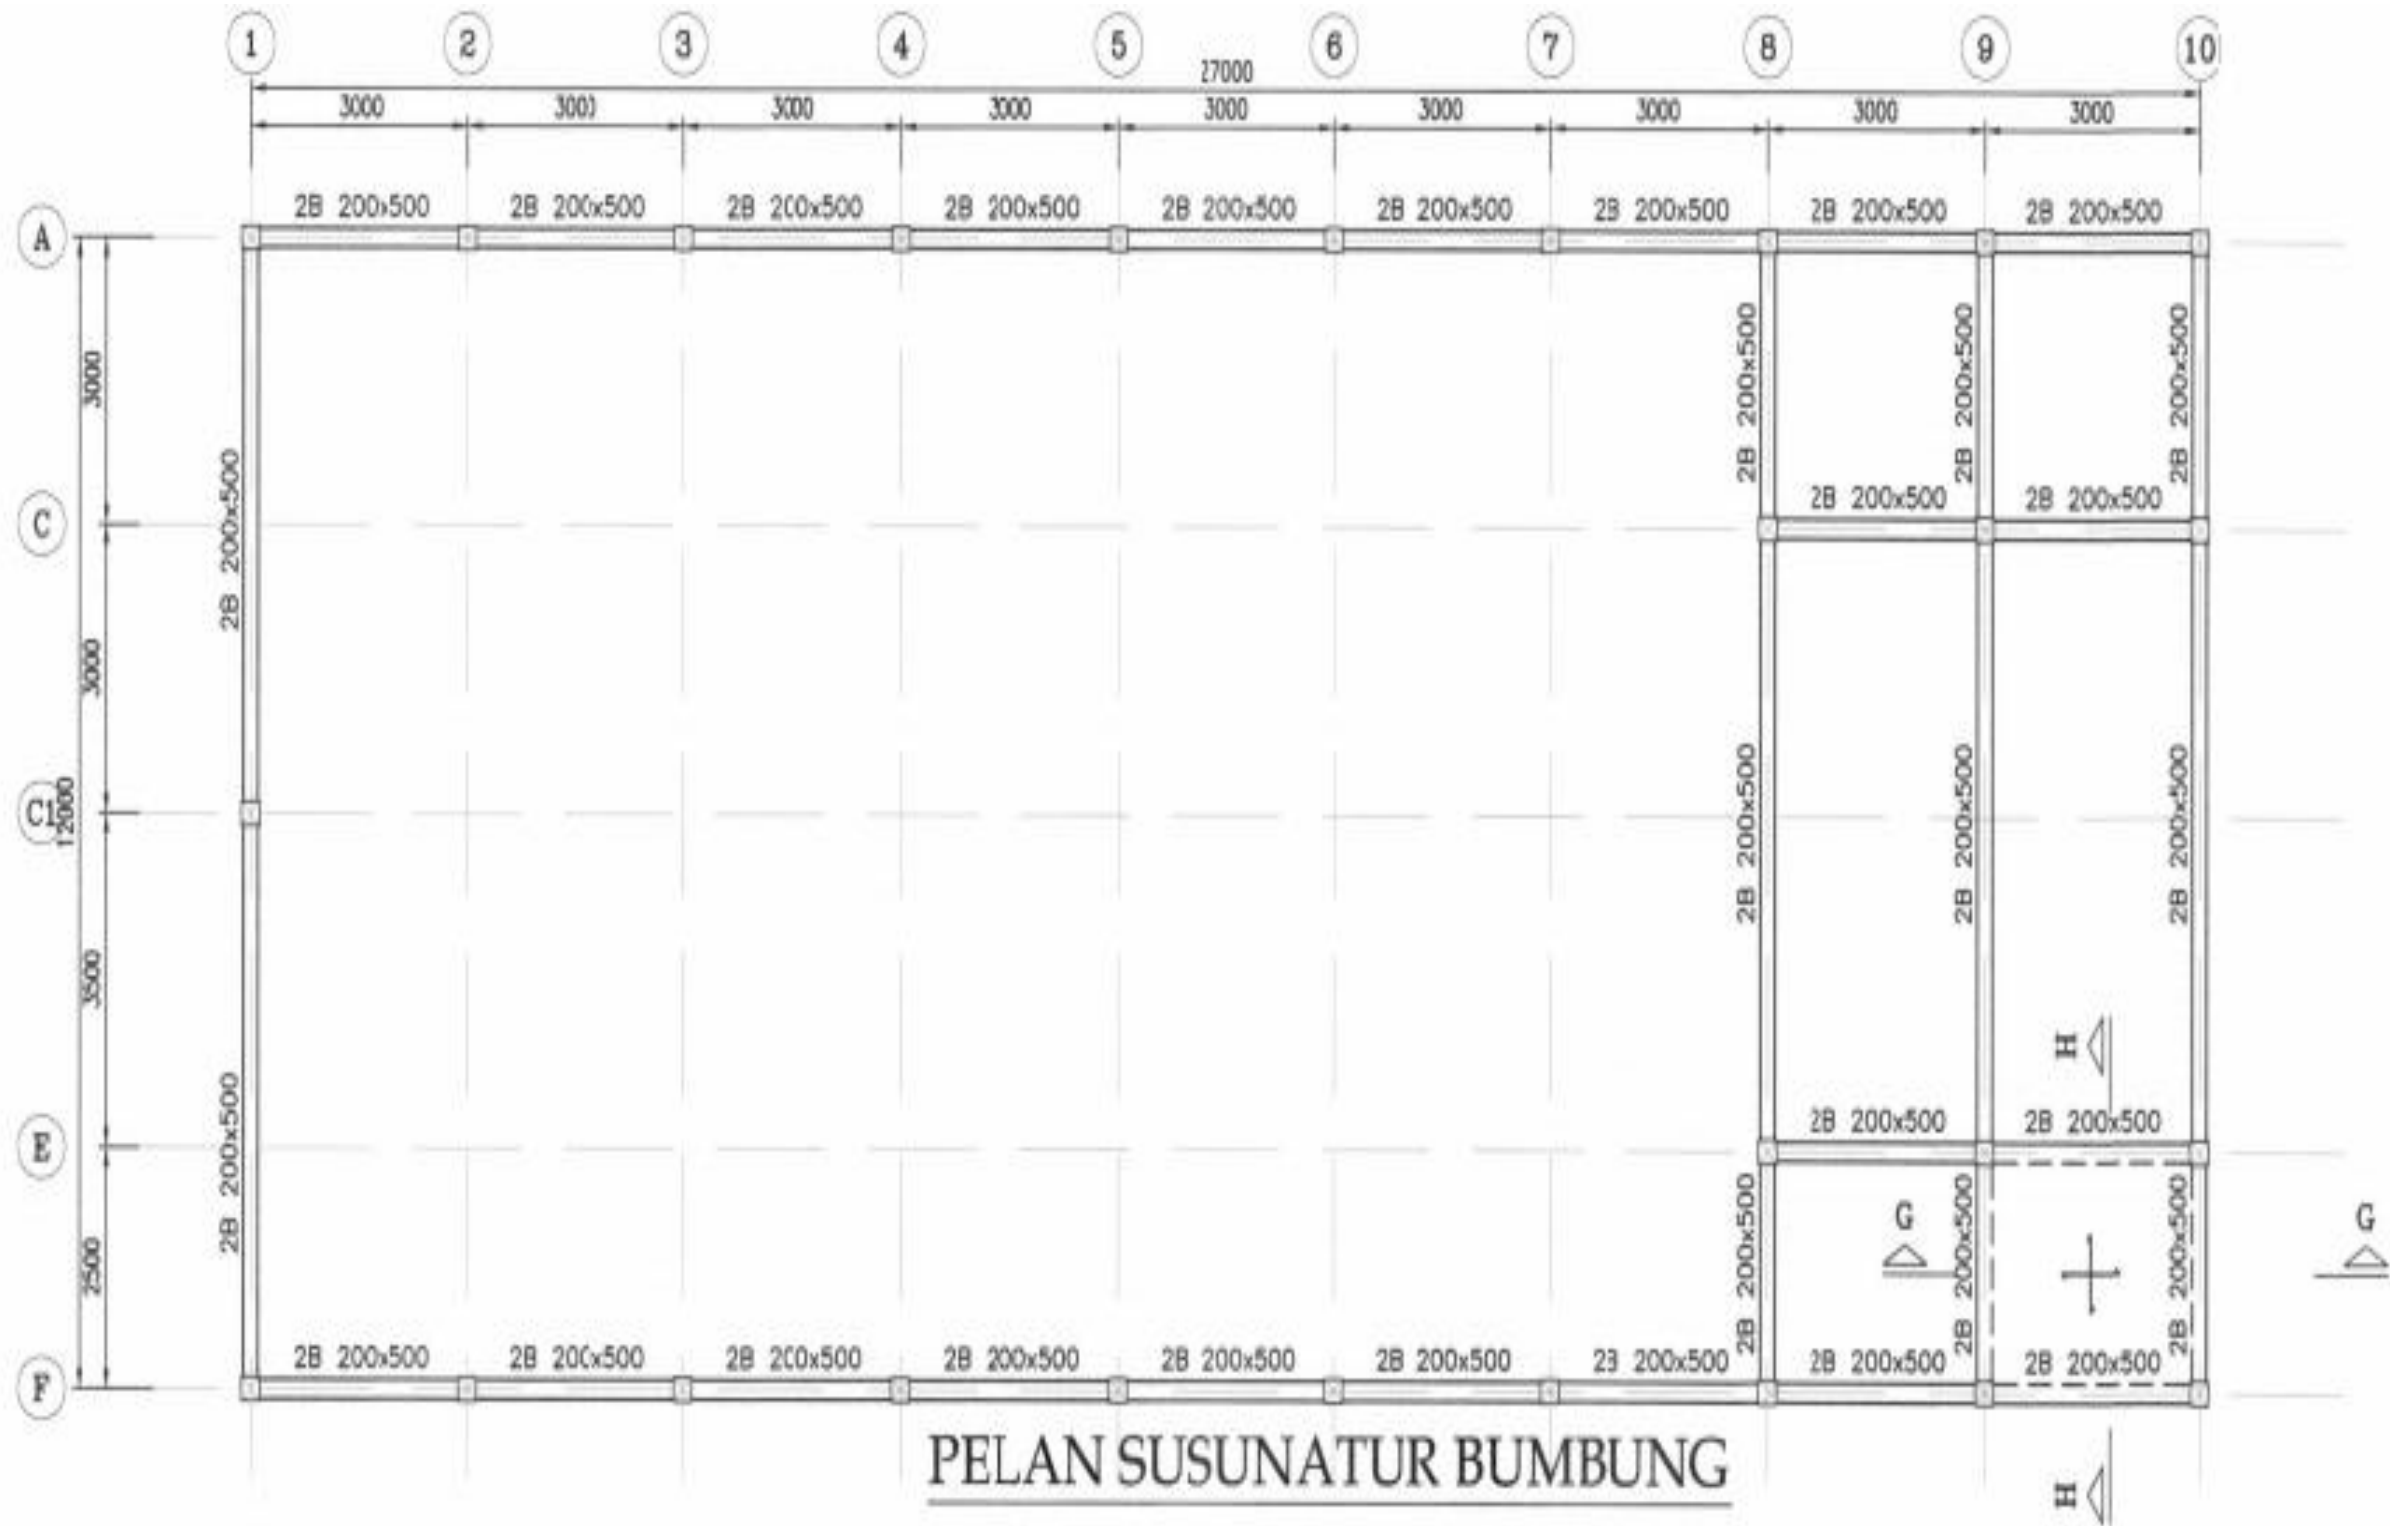 1 2 3 4 5 6 7 8 9 10
27000
3000 3000 3000 3000 3000 3000 3000 3000 3000
2B 200x500 2B 200x500 2B 200x500 2B 200x500 2B 200x500 2B 200x500 2B 200x500 2B 200x500 2B 200x500
A
3000
2B 200x500
2B 200x500 2B 200x500 2B 200x500
2B 200x500 2B 200x500
C
3000
C1
12000
2B 200x500 2B 200x500 2B 200x500
3500
H
2B 200x500
2B 200x500 2B 200x500
E
2B 200x500 2B 200x500 2B 200x500
G G
2500
2B 200x500 2B 200x500 2B 200x500 2B 200x500 2B 200x500 2B 200x500 2B 200x500 2B 200x500 2B 200x500
F
PELAN SUSUNATUR BUMBUNG
H